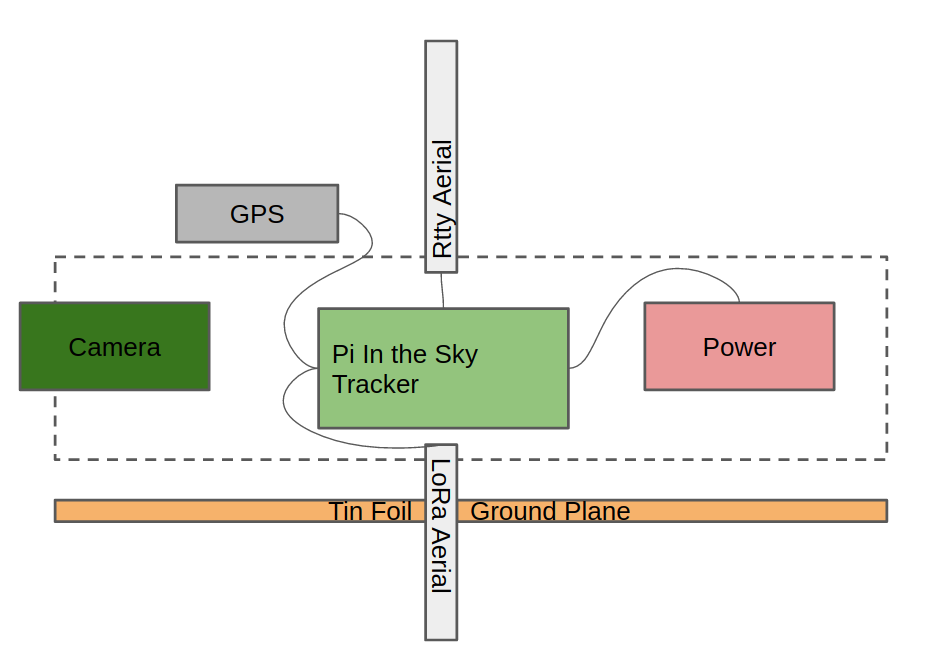 Rtty Aerial
GPS
Camera
Pi In the Sky
Tracker
Power
Tin Foil
LoRa Aerial
Ground Plane